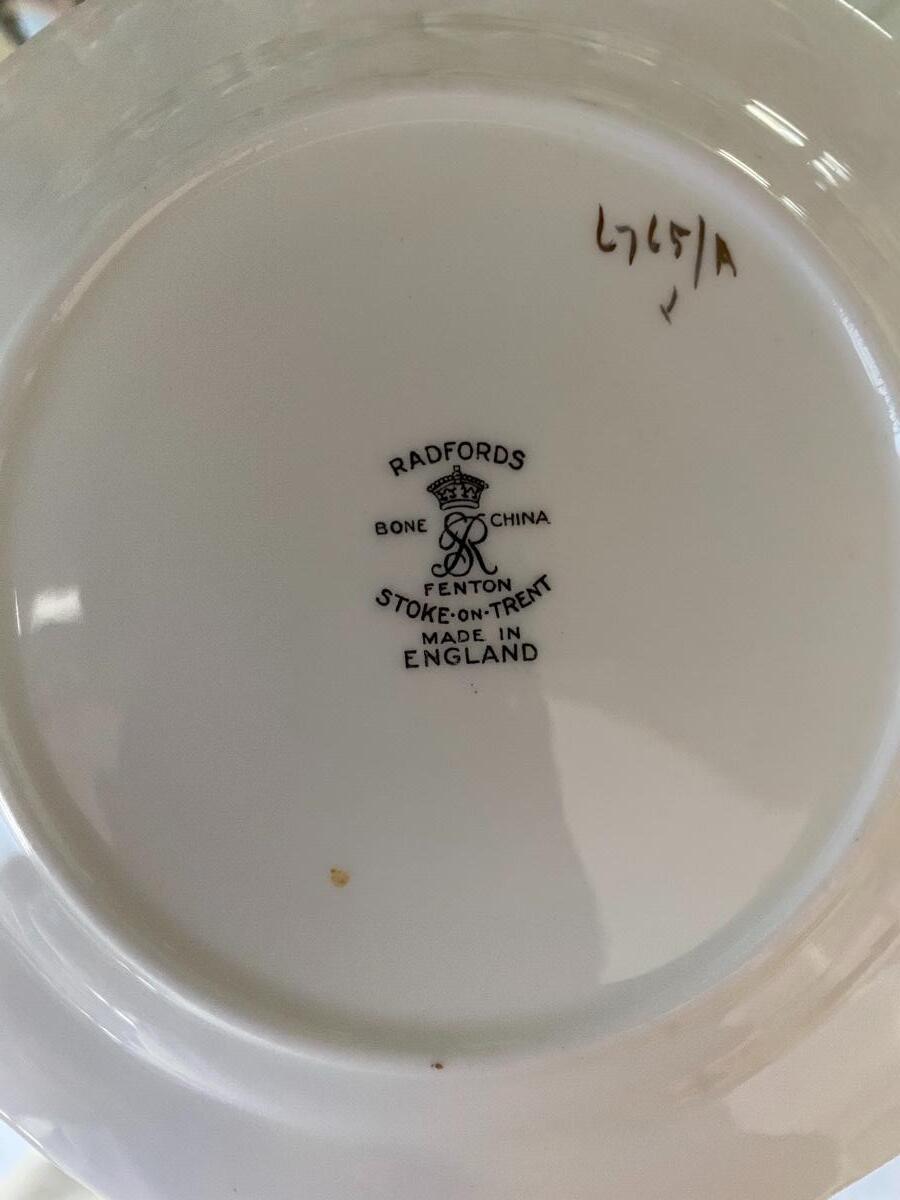 6765/A
RADFORDS
BONE CHINA
SR
FENTON
STOKE-ON-TRENT
MADE IN
ENGLAND